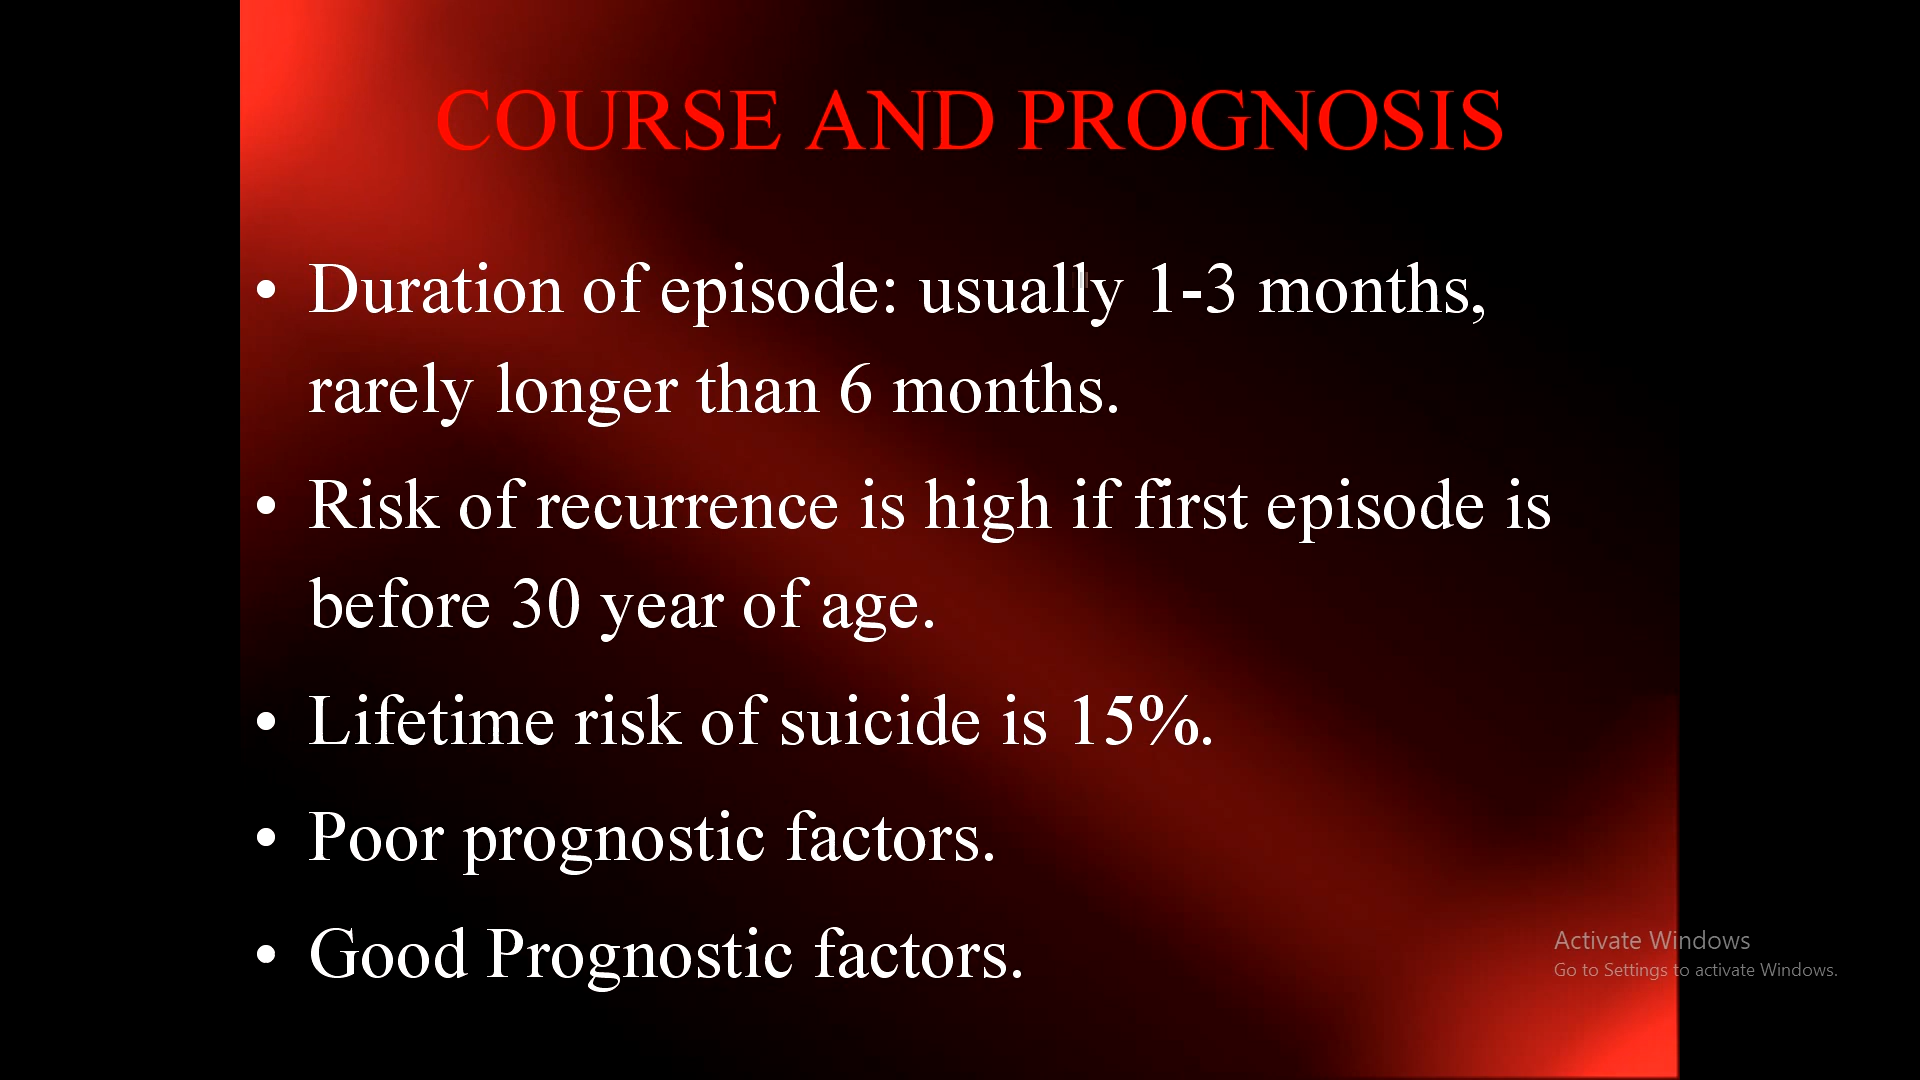 COURSE AND PROGNOSIS
• Duration of episode: usually 1-3 months,
rarely longer than 6 months.
• Risk of recurrence is high if first episode is
before 30 year of age.
• Lifetime risk of suicide is 15%.
• Poor prognostic factors.
• Good Prognostic factors.
Activate Windows
Go to Settings to activate Windows.